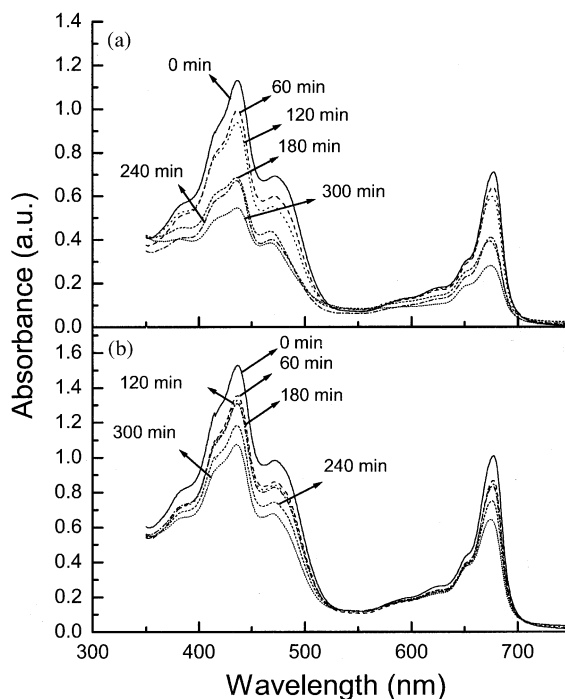 (a)
1.4
1.2
1.0
0.8
0.6
0.4
0.2
0.0
0 min
60 min
120 min
180 min
240 min
300 min
(b)
1.6
1.4
1.2
1.0
0.8
0.6
0.4
0.2
0.0
0 min
60 min
120 min
180 min
300 min
240 min
300
400
500
600
700
Absorbance (a.u.)
Wavelength (nm)